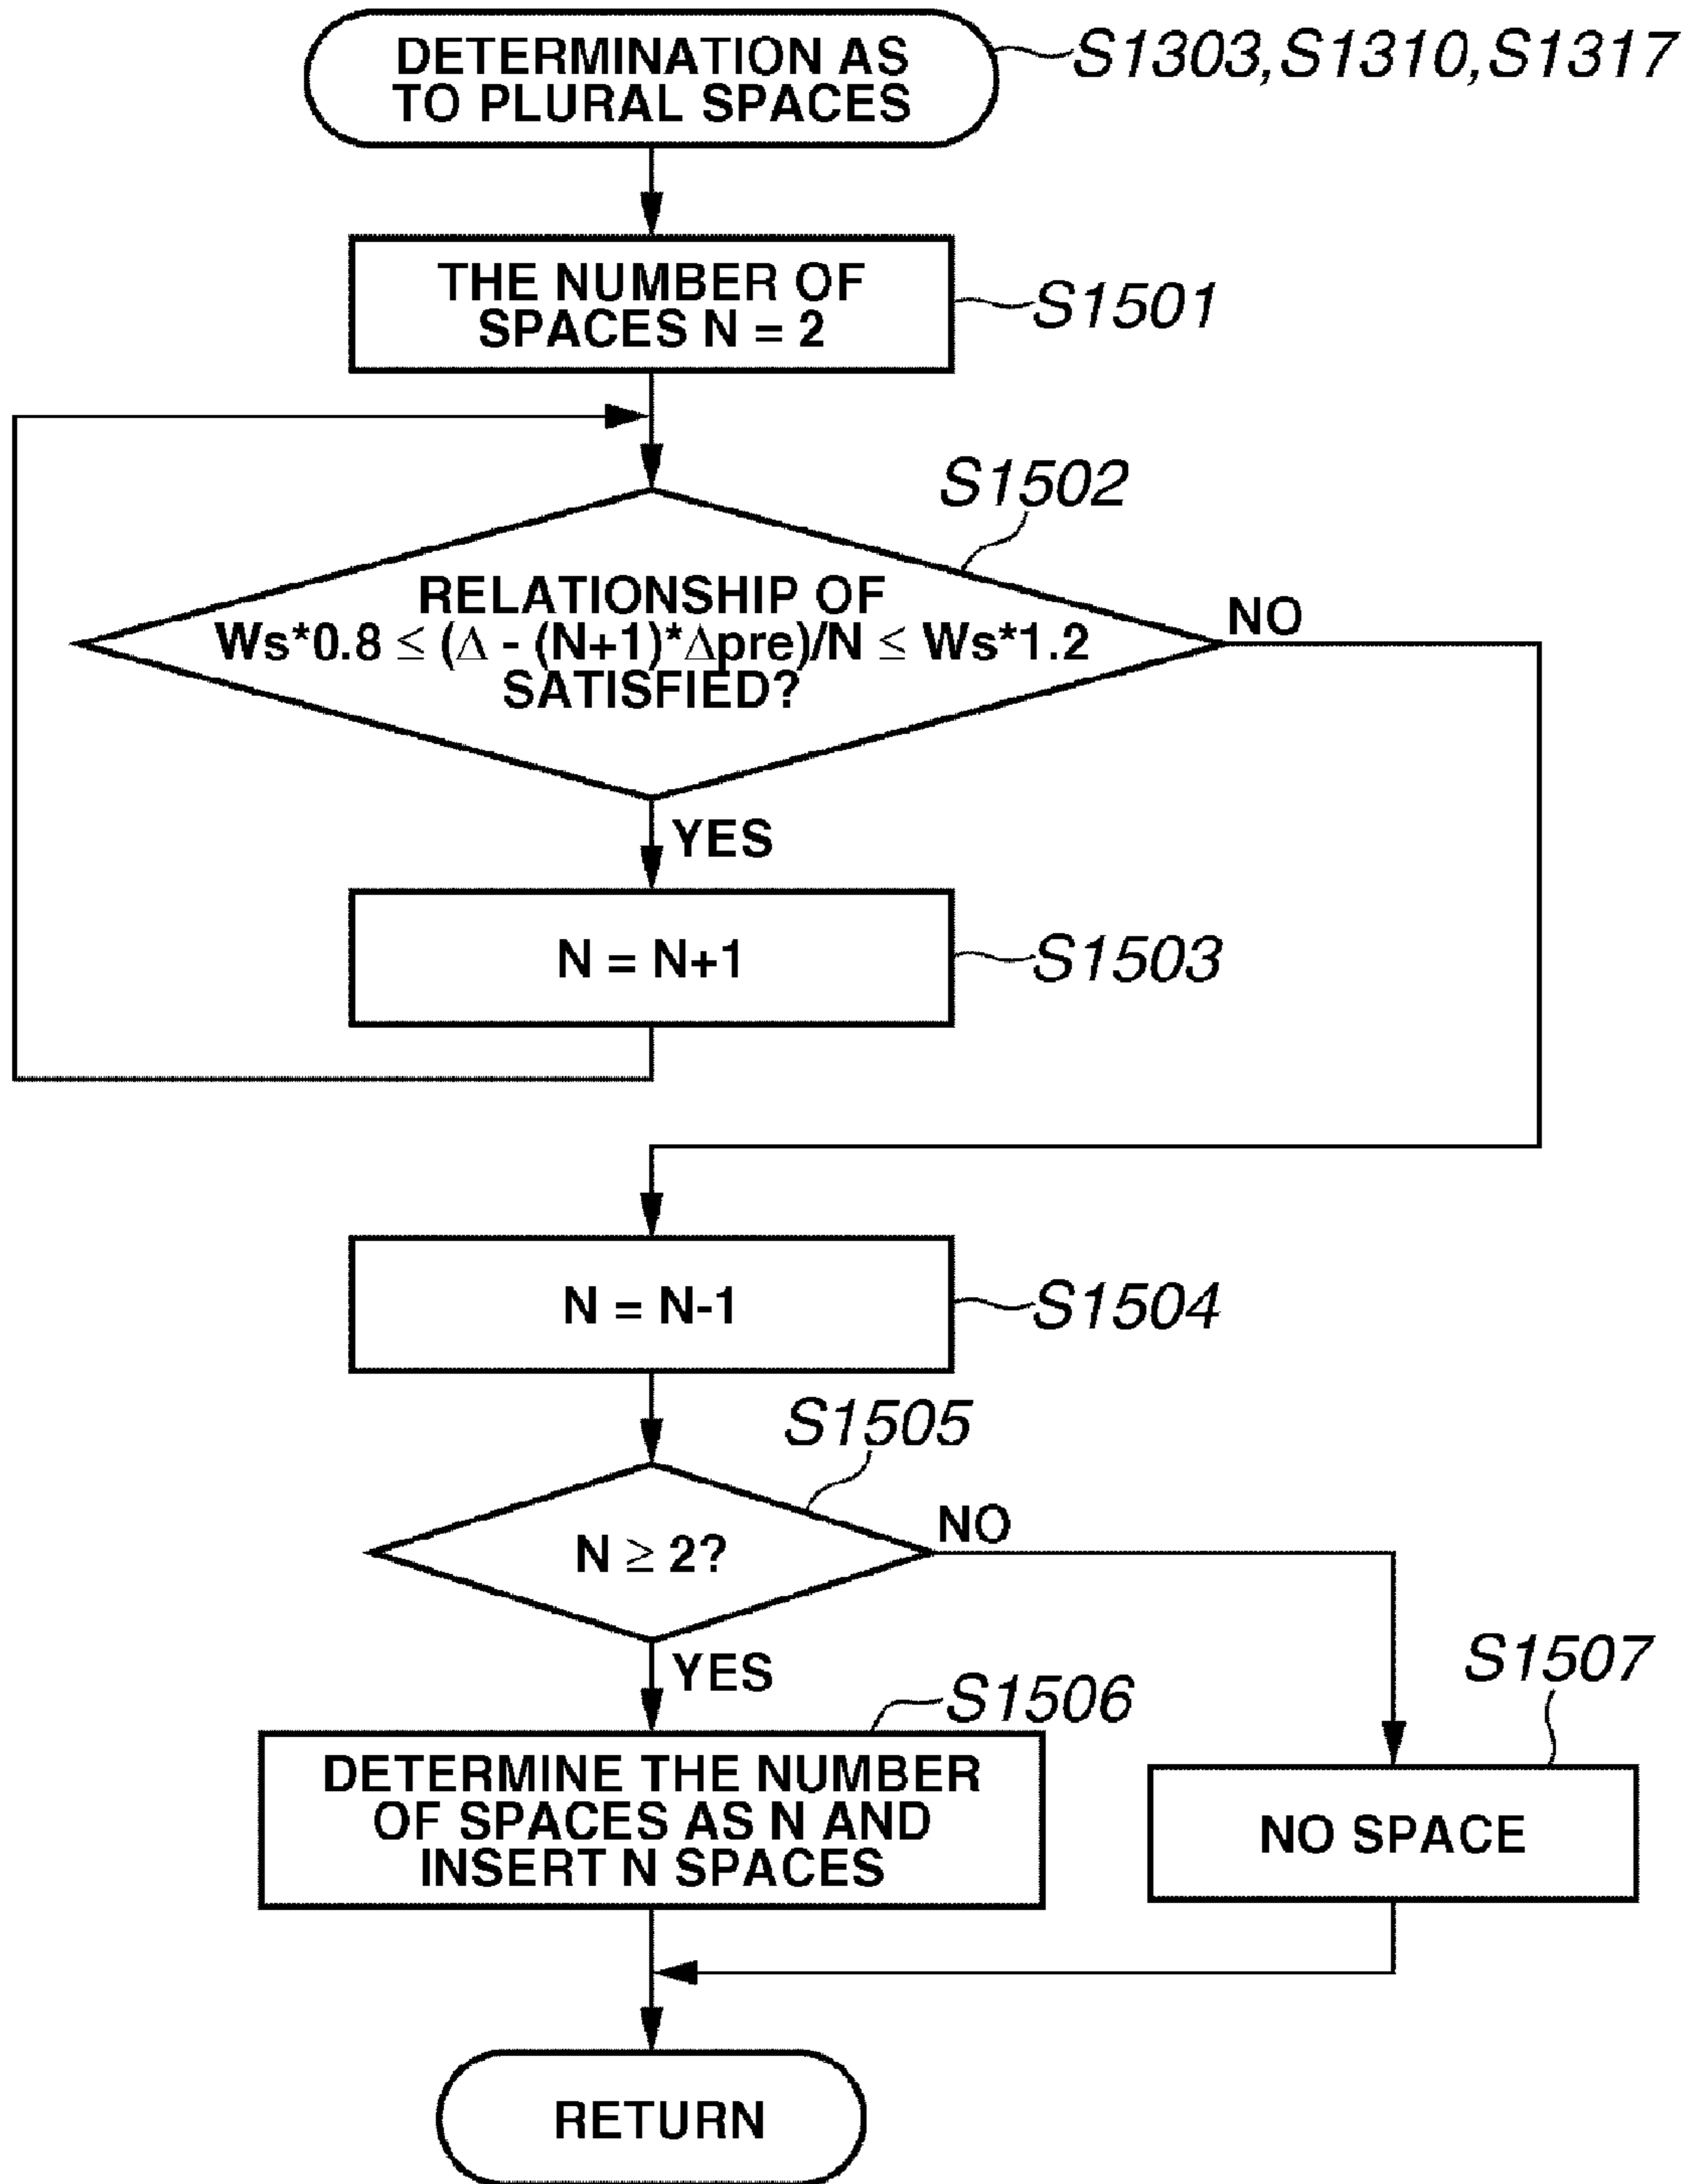 DETERMINATION AS
TO PLURAL SPACES
S1303,S1310,S1317
THE NUMBER OF
SPACES N = 2
S1501
S1502
RELATIONSHIP OF
Ws*0.8 ≤ (Δ - (N+1)*Δpre)/N ≤ Ws*1.2
SATISFIED?
NO
YES
N = N+1
S1503
N = N-1
S1504
S1505
N ≥ 2?
NO
YES
S1506
S1507
DETERMINE THE NUMBER
OF SPACES AS N AND
INSERT N SPACES
NO SPACE
RETURN